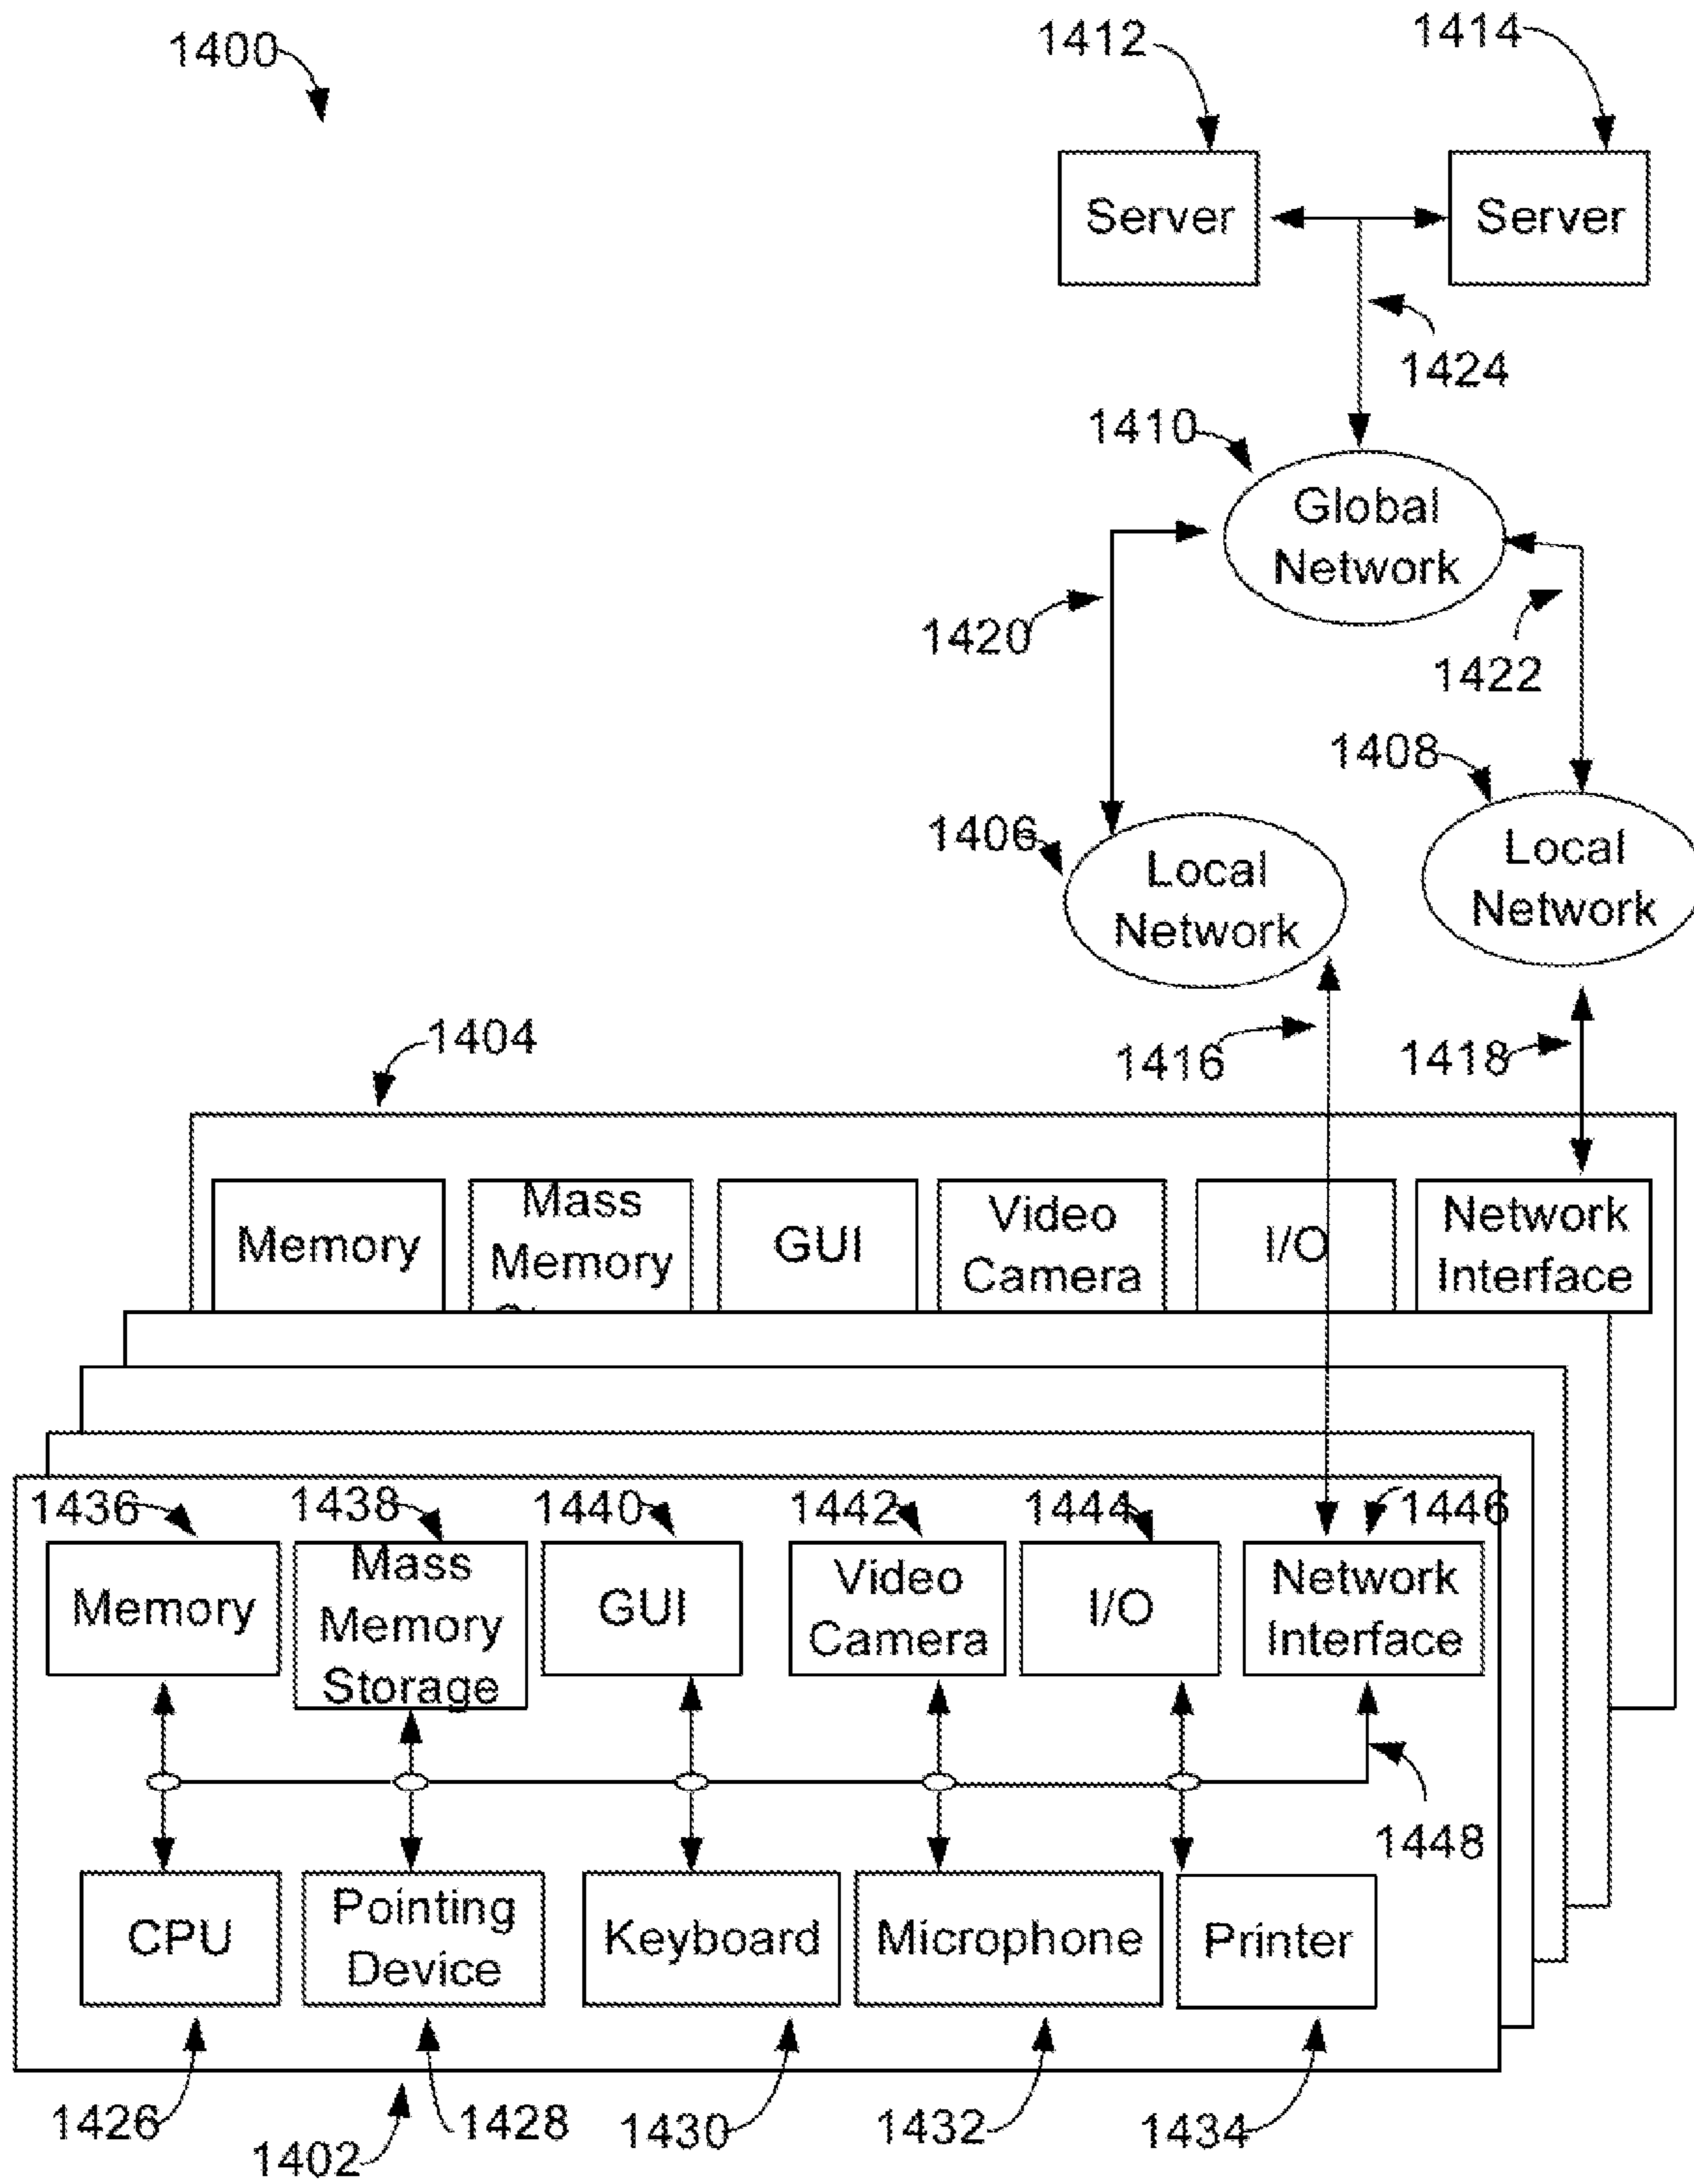 1400
1412
1414
Server
Server
1424
1410
Global
Network
1420
1422
1408
1406
Local
Network
Local
Network
1404
1416
1418
Memory
Mass
Memory
GUI
Video
Camera
I/O
Network
Interface
1436
1438
1440
1442
1444
1446
Memory
Mass
Memory
Storage
GUI
Video
Camera
I/O
Network
Interface
1448
CPU
Pointing
Device
Keyboard
Microphone
Printer
1426
1402
1428
1430
1432
1434